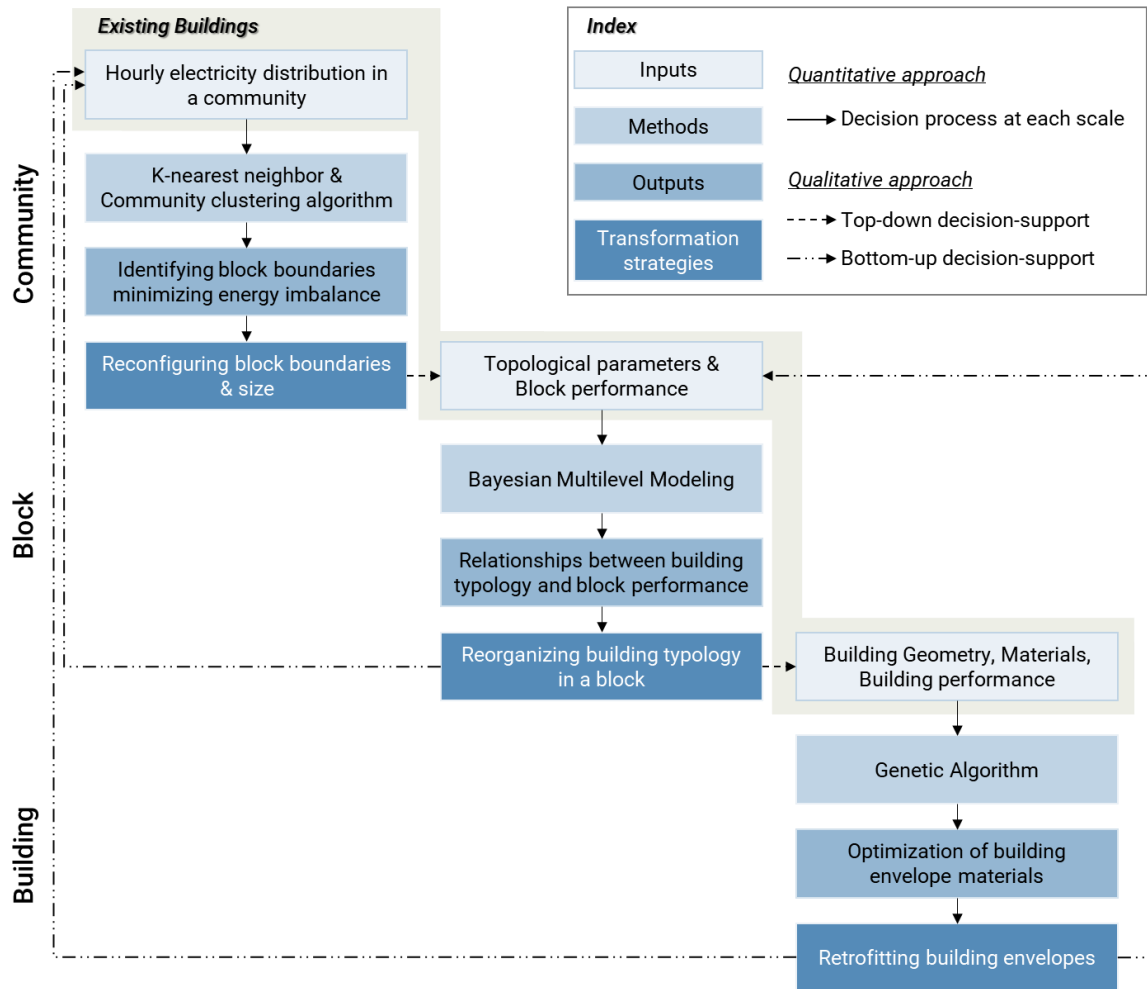 Existing Buildings
Hourly electricity distribution in
a community
K-nearest neighbor &
Community clustering algorithm
Identifying block boundaries
minimizing energy imbalance
Reconfiguring block boundaries
& size
Community
Index
Inputs
Methods
Outputs
Transformation
strategies
Quantitative approach
Decision process at each scale
Qualitative approach
Top-down decision-support
Bottom-up decision-support
Topological parameters &
Block performance
Bayesian Multilevel Modeling
Relationships between building
typology and block performance
Reorganizing building typology
in a block
Block
Building Geometry, Materials,
Building performance
Genetic Algorithm
Optimization of building
envelope materials
Retrofitting building envelopes
Building